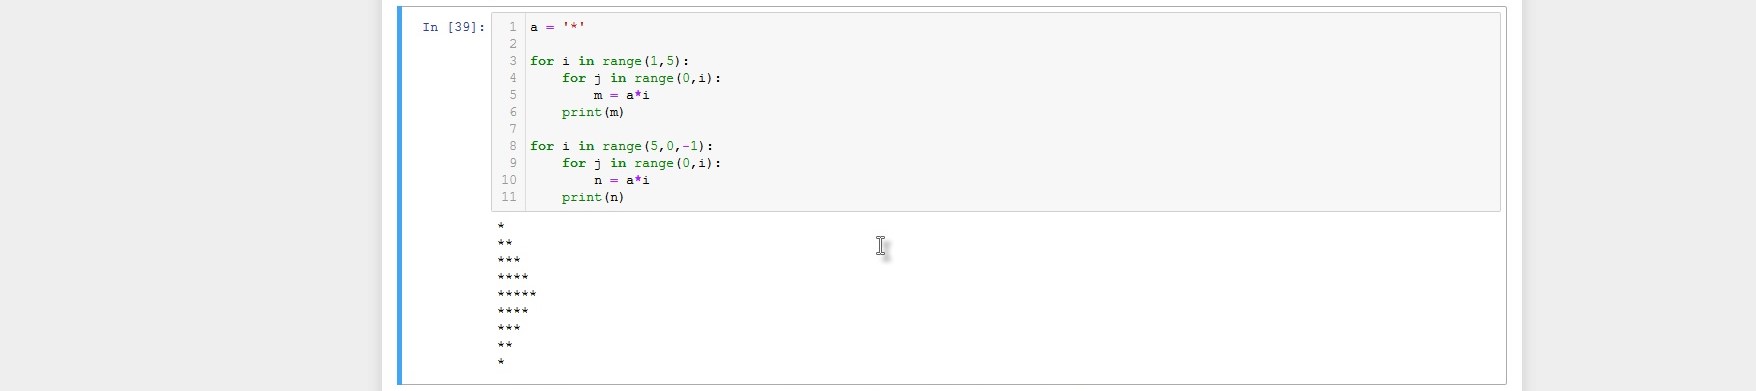 In [39]:
1 a = '*'
2
3 for i in range(1,5):
4     for j in range(0,i):
5         m = a*i
6     print(m)
7
8 for i in range(5,0,-1):
9     for j in range(0,i):
10         n = a*i
11     print(n)
*
**
***
****
*****
****
***
**
*